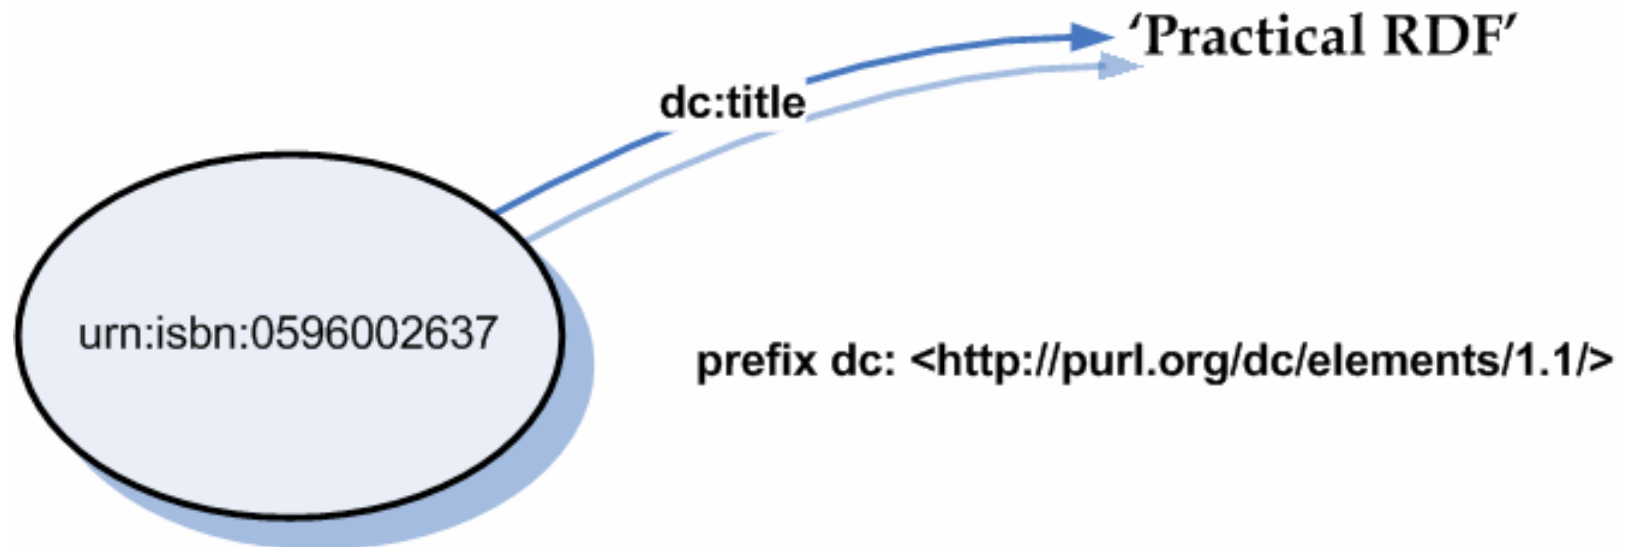 ‘Practical RDF’
dc:title
urn:isbn:0596002637
prefix dc: <http://purl.org/dc/elements/1.1/>